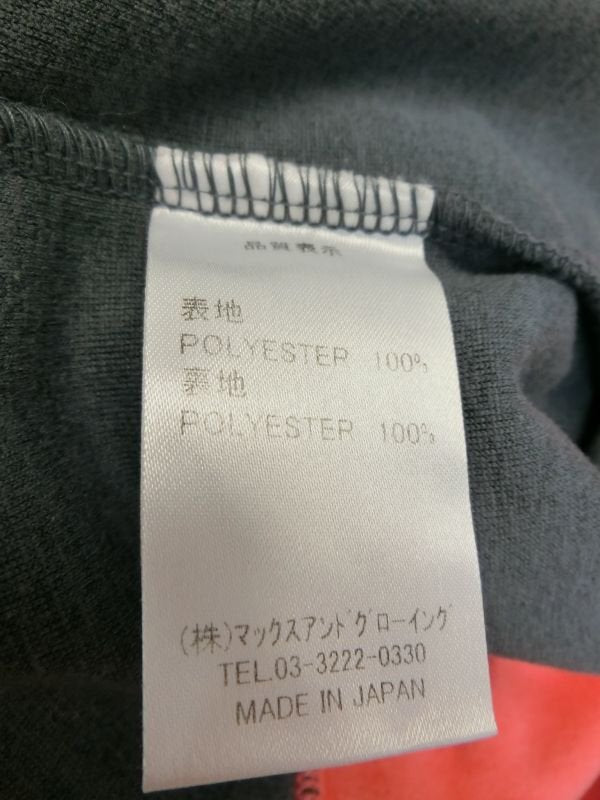 品質表示
表地
POLYESTER 100%
裏地
POLYESTER 100%
(株)マックスアンドグローイング
TEL.03-3222-0330
MADE IN JAPAN